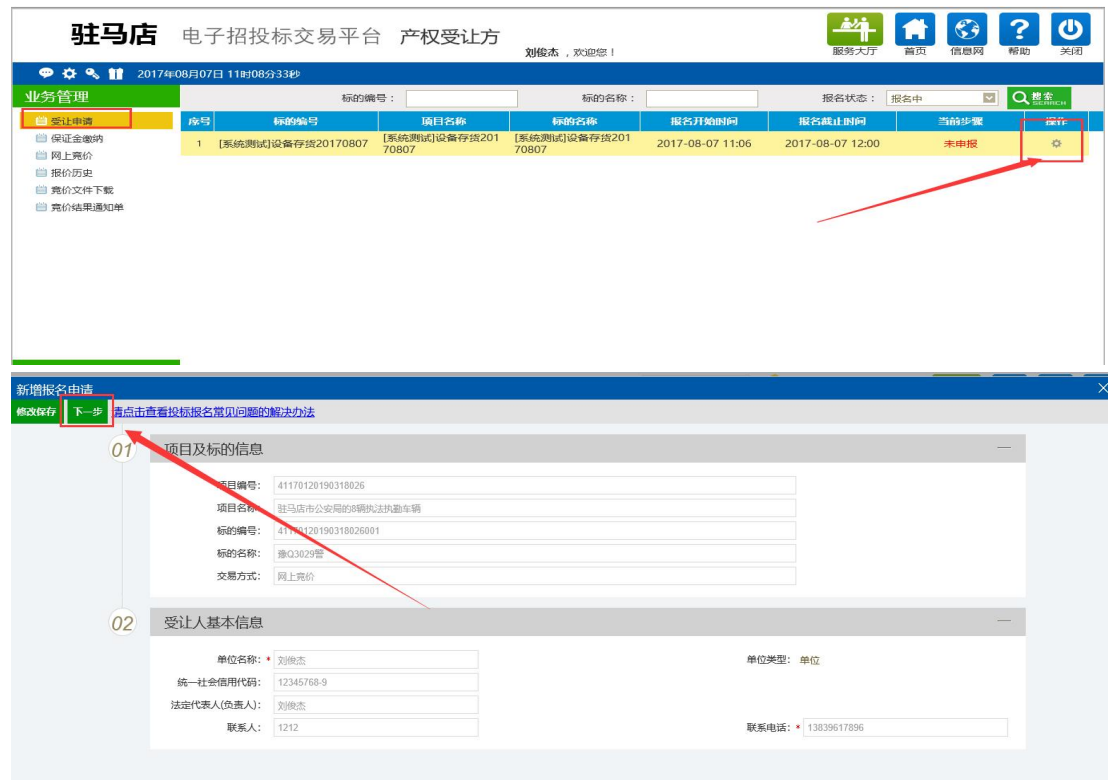 驻马店 电子招投标交易平台 产权受让方
刘俊杰 ，欢迎您！
服务大厅 首页 信息网 帮助 关闭
2017年08月07日 11时08分33秒
业务管理
标的编号： 标的名称： 报名状态： 报名中 搜索 SEARCH
受让申请
保证金缴纳
网上竞价
报价历史
竞价文件下载
竞价结果通知单
序号 标的编号 项目名称 标的名称 报名开始时间 报名截止时间 当前步骤 操作
1 [系统测试]设备存货20170807 [系统测试]设备存货201 [系统测试]设备存货201 2017-08-07 11:06 2017-08-07 12:00 未申报
70807 70807
新增报名申请
修改保存 下一步 请点击查看投标报名常见问题的解决办法
01 项目及标的信息
项目编号： 41170120190318026
项目名称： 驻马店市公安局的8辆执法执勤车辆
标的编号： 41170120190318026001
标的名称： 豫Q3029警
交易方式： 网上竞价
02 受让人基本信息
单位名称：* 刘俊杰 单位类型： 单位
统一社会信用代码： 12345768-9
法定代表人(负责人)： 刘俊杰
联系人： 1212 联系电话：* 13839617896